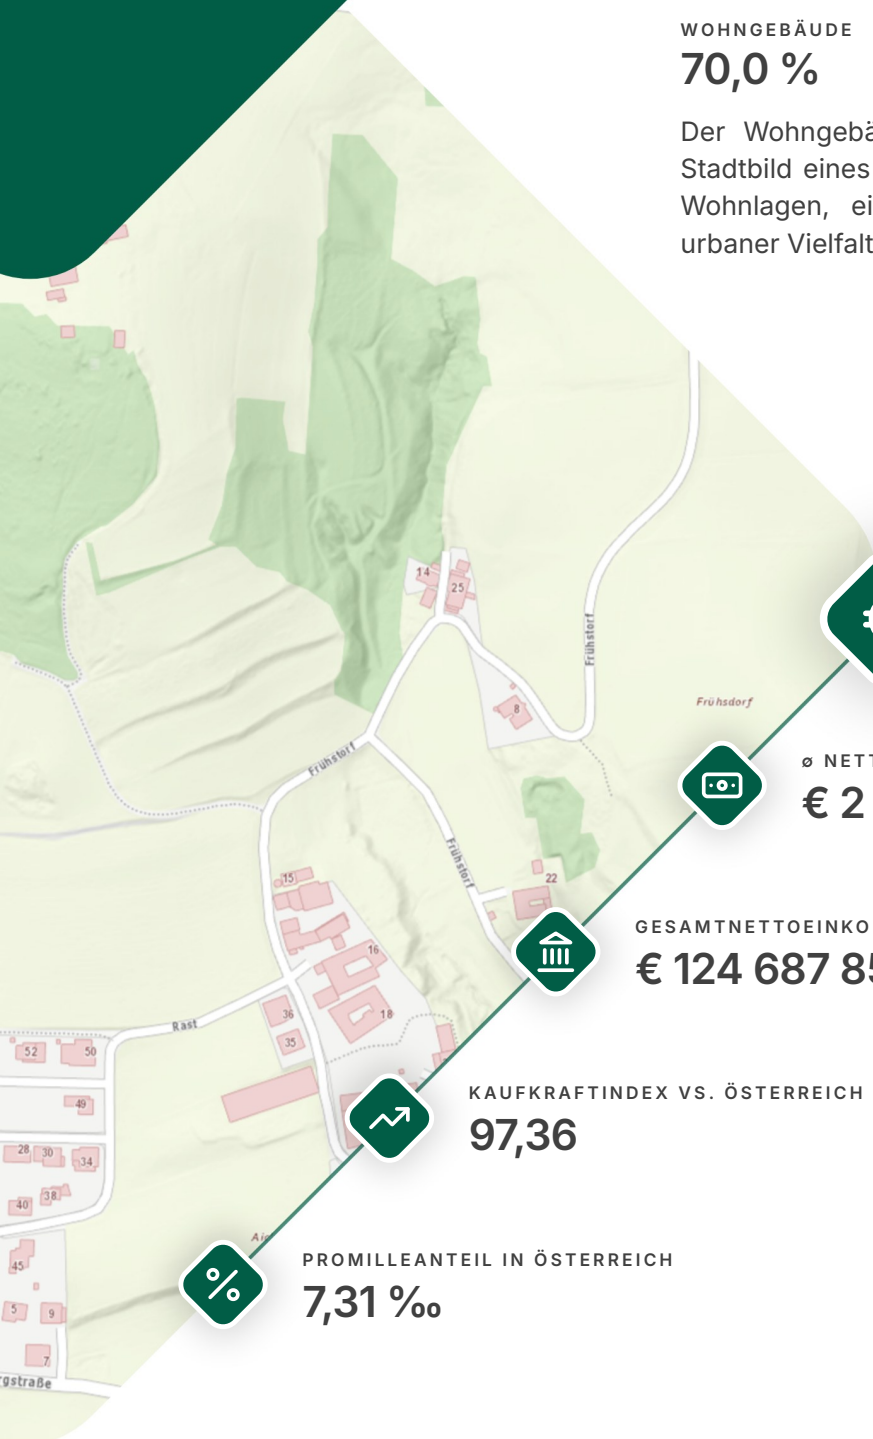 WOHNGEBÄUDE
70,0 %
Der Wohngebä
Stadtbild eines
Wohnlagen, ei
urbaner Vielfalt
14
25
Frühstorf
8
Frühsdorf
Frühstorf
ø NETT
€ 2
Frühstorf
15
22
GESAMTNETTOEINKO
€ 124 687 85
16
18
36
35
Rast
52
50
49
KAUFKRAFTINDEX VS. ÖSTERREICH
97,36
28
30
34
38
40
PROMILLEANTEIL IN ÖSTERREICH
7,31 ‰
45
5
9
7
rgstraße